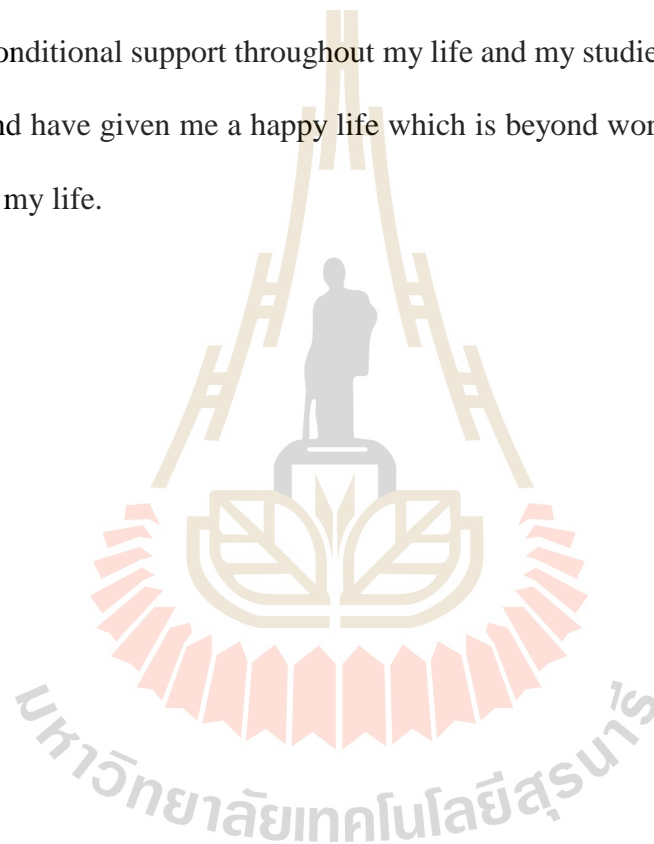 onditional support throughout my life and my studie
nd have given me a happy life which is beyond wor
my life.
มหาวิทยาลัยเทคโนโลยีสุรนารี